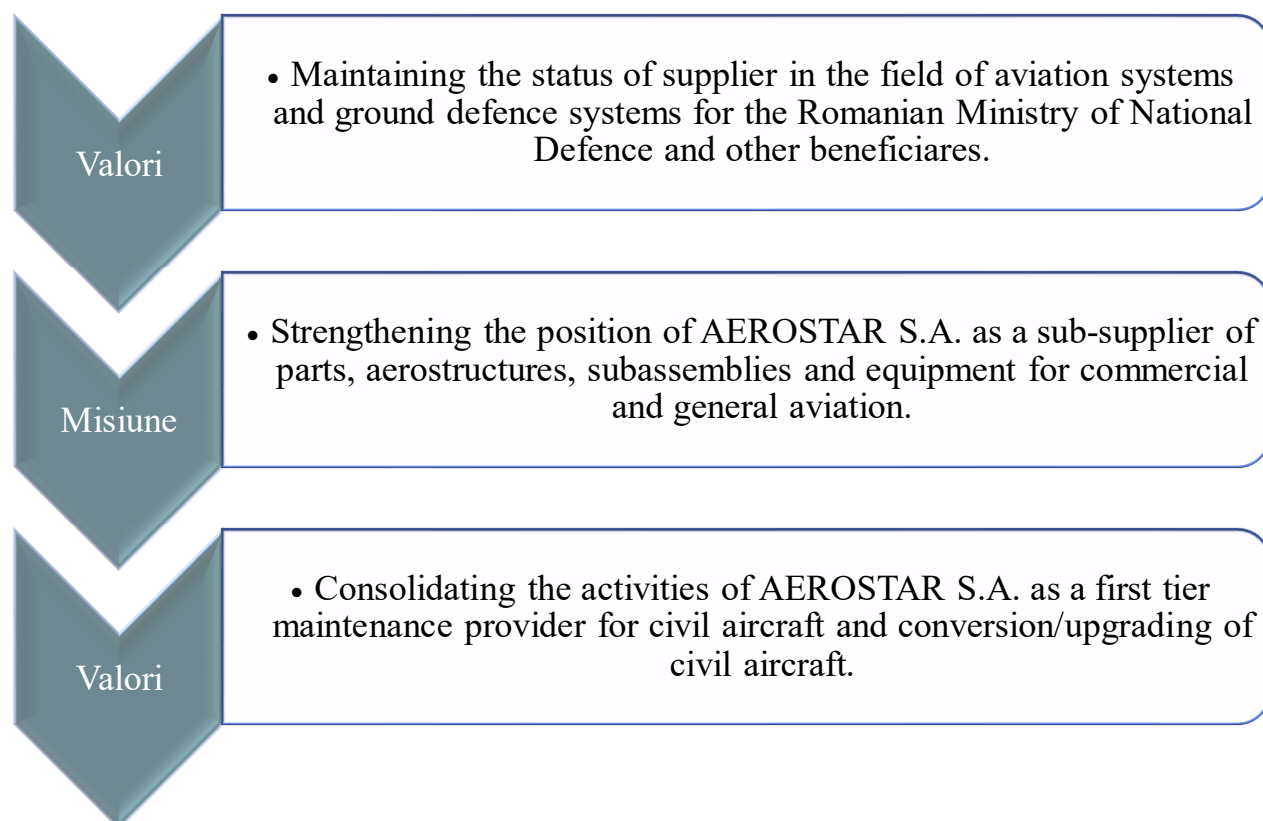 Valori
• Maintaining the status of supplier in the field of aviation systems
and ground defence systems for the Romanian Ministry of National
Defence and other beneficiares.
Misiune
• Strengthening the position of AEROSTAR S.A. as a sub-supplier of
parts, aerostructures, subassemblies and equipment for commercial
and general aviation.
Valori
• Consolidating the activities of AEROSTAR S.A. as a first tier
maintenance provider for civil aircraft and conversion/upgrading of
civil aircraft.